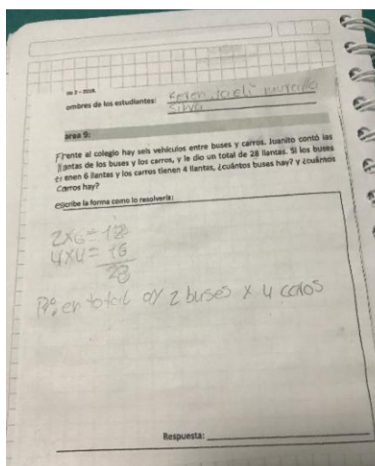 ombres de los estudiantes:
Silva
area 9:
Frente al colegio hay seis vehículos entre buses y carros. Juanito contó las
llantas de los buses y los carros, y le dio un total de 28 llantas. Si los buses
tienen 6 llantas y los carros tienen 4 llantas, ¿cuántos buses hay? y ¿cuántos
Carros hay?
escribe la forma como lo resolverís:
2x6=12
4x4=16
28
R: en total ay 2 buses x 4 caros
Respuesta: